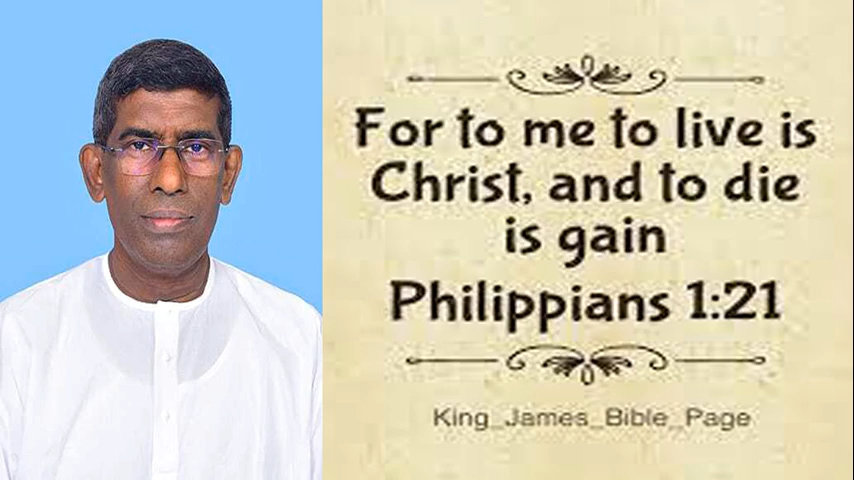 For to me to live is
Christ, and to die
is gain
Philippians 1:21
King_James_Bible_Page